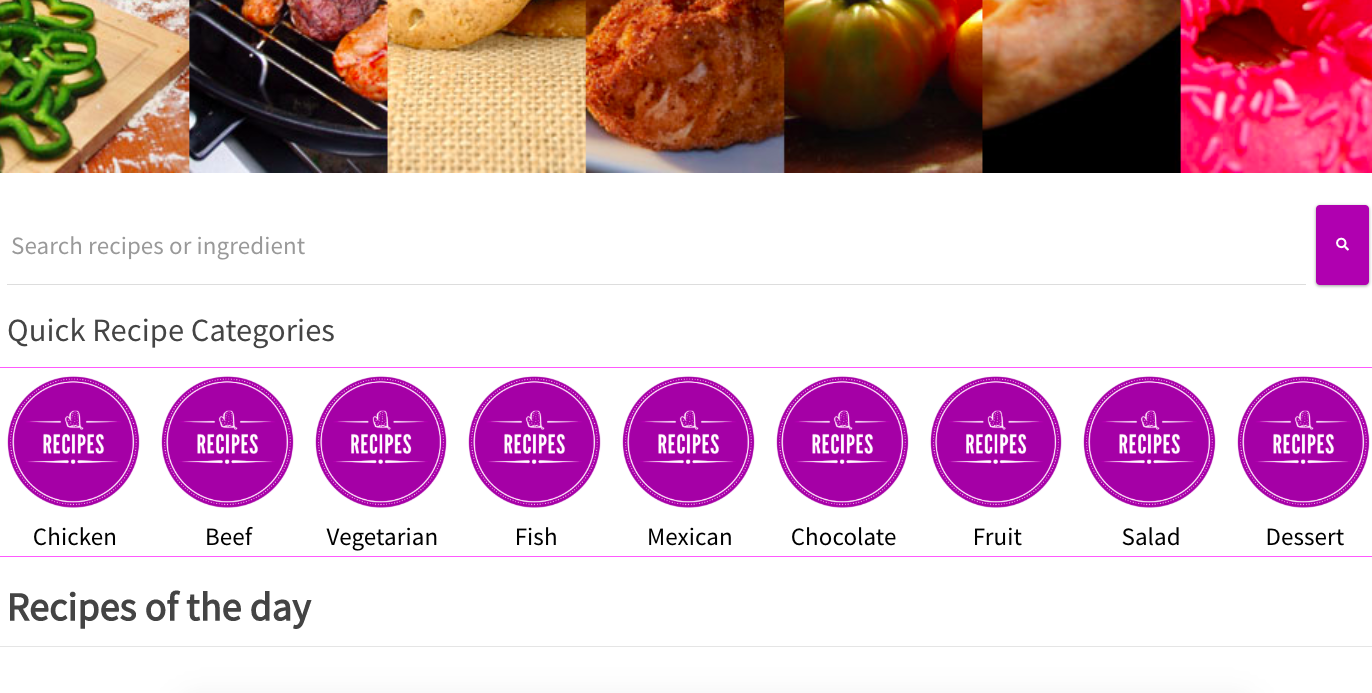 Search recipes or ingredient
Quick Recipe Categories
RECIPES RECIPES RECIPES RECIPES RECIPES RECIPES RECIPES RECIPES RECIPES
Chicken Beef Vegetarian Fish Mexican Chocolate Fruit Salad Dessert
Recipes of the day